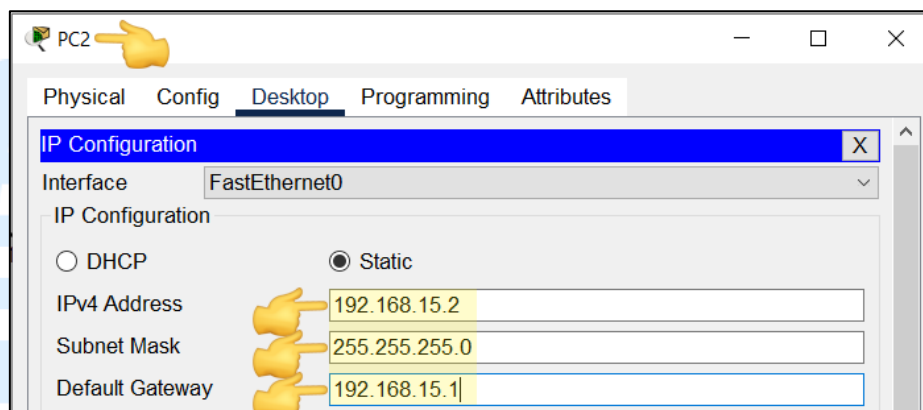 PC2
Physical Config Desktop Programming Attributes
IP Configuration X
Interface FastEthernet0
IP Configuration
DHCP Static
IPv4 Address 192.168.15.2
Subnet Mask 255.255.255.0
Default Gateway 192.168.15.1